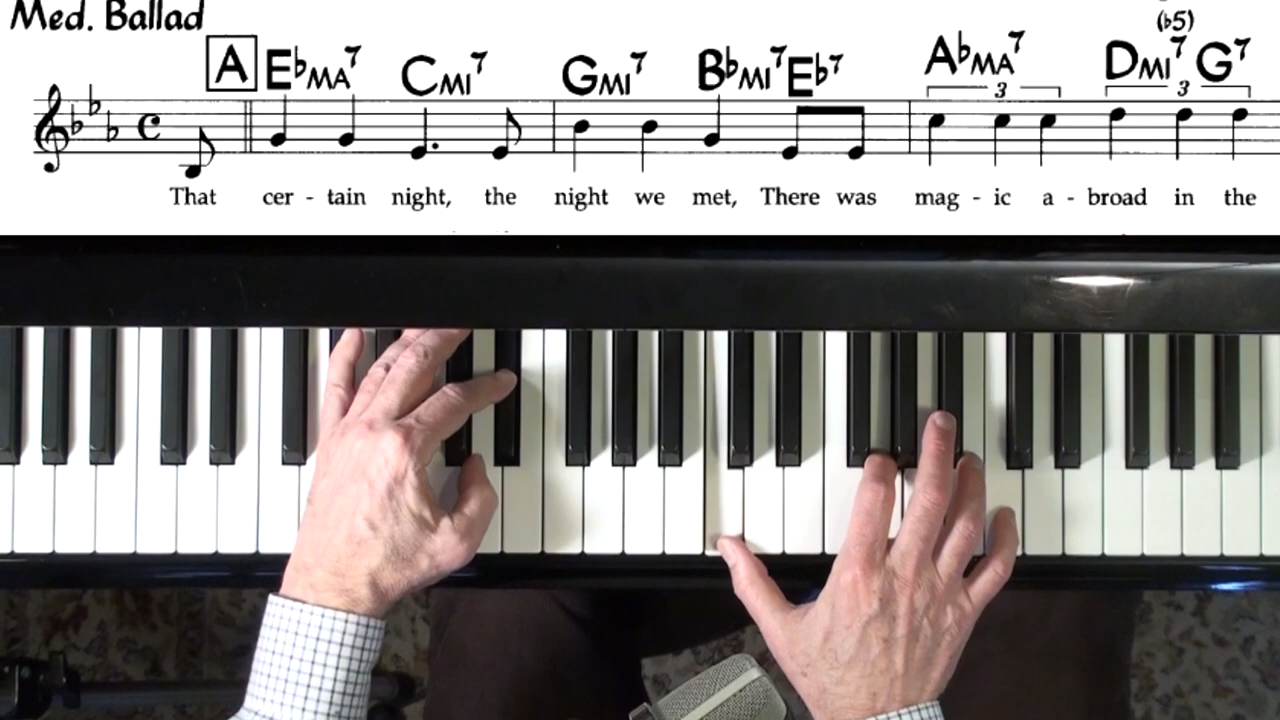 Med. Ballad
(♭5)
A E♭MA7 CMI7 GMI7 B♭MI7 E♭7 A♭MA7 DMI7 G7
3 3
That cer - tain night, the night we met, There was mag - ic a - broad in the